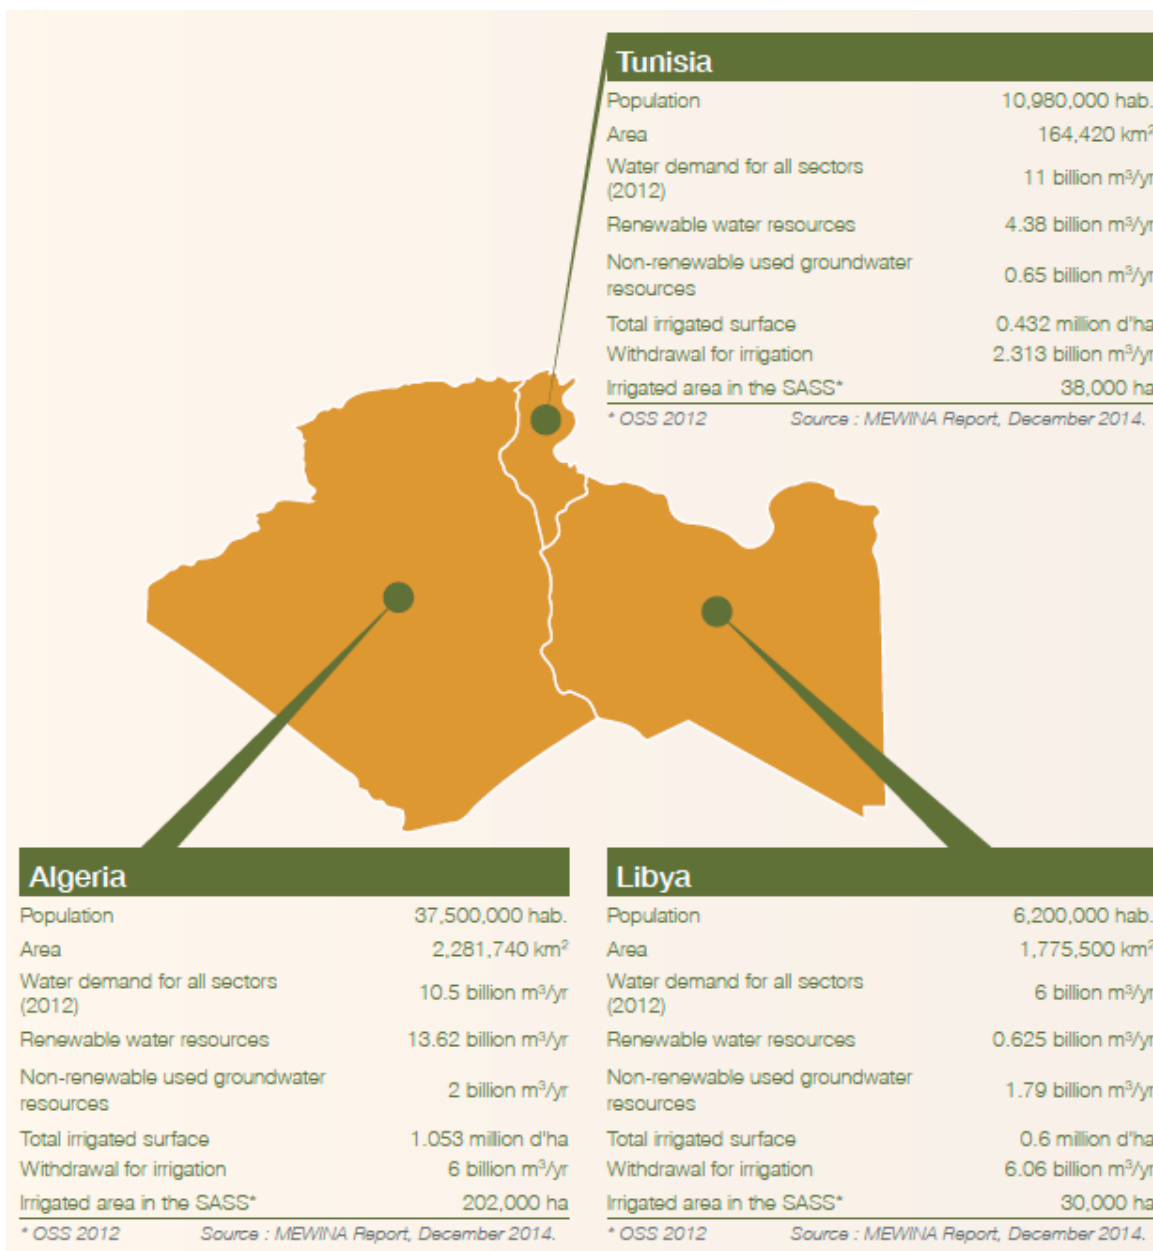 Tunisia
Population 10,980,000 hab.
Area 164,420 km²
Water demand for all sectors
(2012) 11 billion m³/yr
Renewable water resources 4.38 billion m³/yr
Non-renewable used groundwater
resources 0.65 billion m³/yr
Total irrigated surface 0.432 million d'ha
Withdrawal for irrigation 2.313 billion m³/yr
Irrigated area in the SASS* 38,000 ha
* OSS 2012 Source : MEWINA Report, December 2014.
Algeria
Population 37,500,000 hab.
Area 2,281,740 km²
Water demand for all sectors
(2012) 10.5 billion m³/yr
Renewable water resources 13.62 billion m³/yr
Non-renewable used groundwater
resources 2 billion m³/yr
Total irrigated surface 1.053 million d'ha
Withdrawal for irrigation 6 billion m³/yr
Irrigated area in the SASS* 202,000 ha
* OSS 2012 Source : MEWINA Report, December 2014.
Libya
Population 6,200,000 hab.
Area 1,775,500 km²
Water demand for all sectors
(2012) 6 billion m³/yr
Renewable water resources 0.625 billion m³/yr
Non-renewable used groundwater
resources 1.79 billion m³/yr
Total irrigated surface 0.6 million d'ha
Withdrawal for irrigation 6.06 billion m³/yr
Irrigated area in the SASS* 30,000 ha
* OSS 2012 Source : MEWINA Report, December 2014.